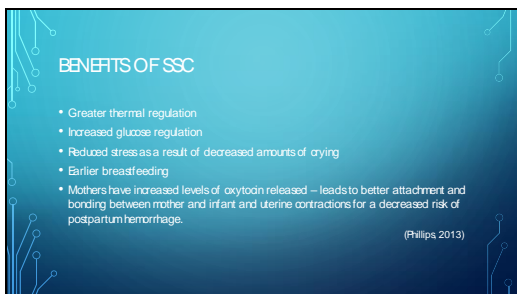 BENEFITS OF SSC
• Greater thermal regulation
• Increased glucose regulation
• Reduced stress as a result of decreased amounts of crying
• Earlier breastfeeding
• Mothers have increased levels of oxytocin released – leads to better attachment and
bonding between mother and infant and uterine contractions for a decreased risk of
postpartum hemorrhage.
(Phillips, 2013)